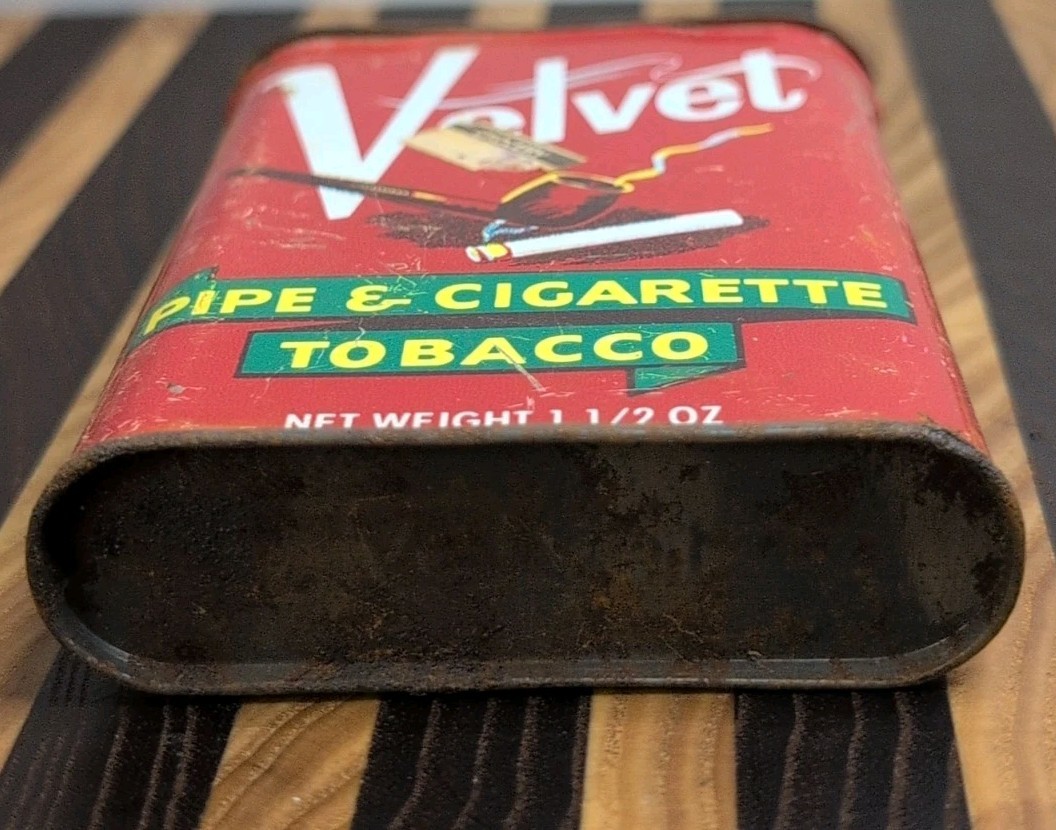 Velvet
PIPE & CIGARETTE
TOBACCO
NET WEIGHT 1 1/2 OZ